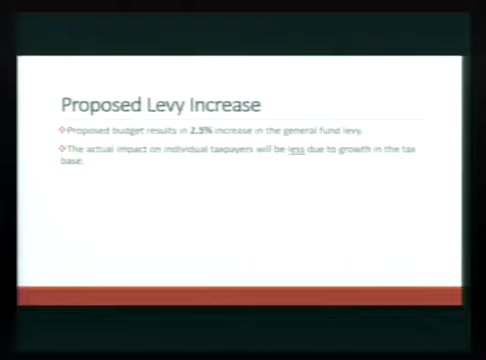 Proposed Levy Increase
Proposed budget results in 2.5% increase in the general fund levy.
The actual impact on individual taxpayers will be less due to growth in the tax
base.